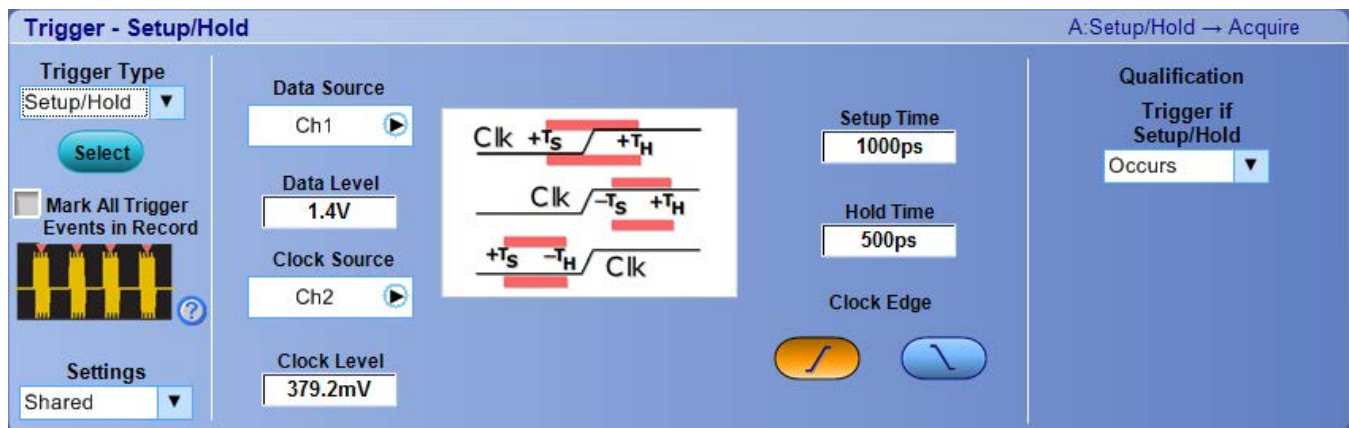 Trigger - Setup/Hold
A:Setup/Hold → Acquire
Trigger Type
Setup/Hold
Select
Mark All Trigger
Events in Record
?
Settings
Shared
Data Source
Ch1
Data Level
1.4V
Clock Source
Ch2
Clock Level
379.2mV
Clk +TS +TH
Clk -TS +TH
+TS -TH Clk
Setup Time
1000ps
Hold Time
500ps
Clock Edge
Qualification
Trigger if
Setup/Hold
Occurs